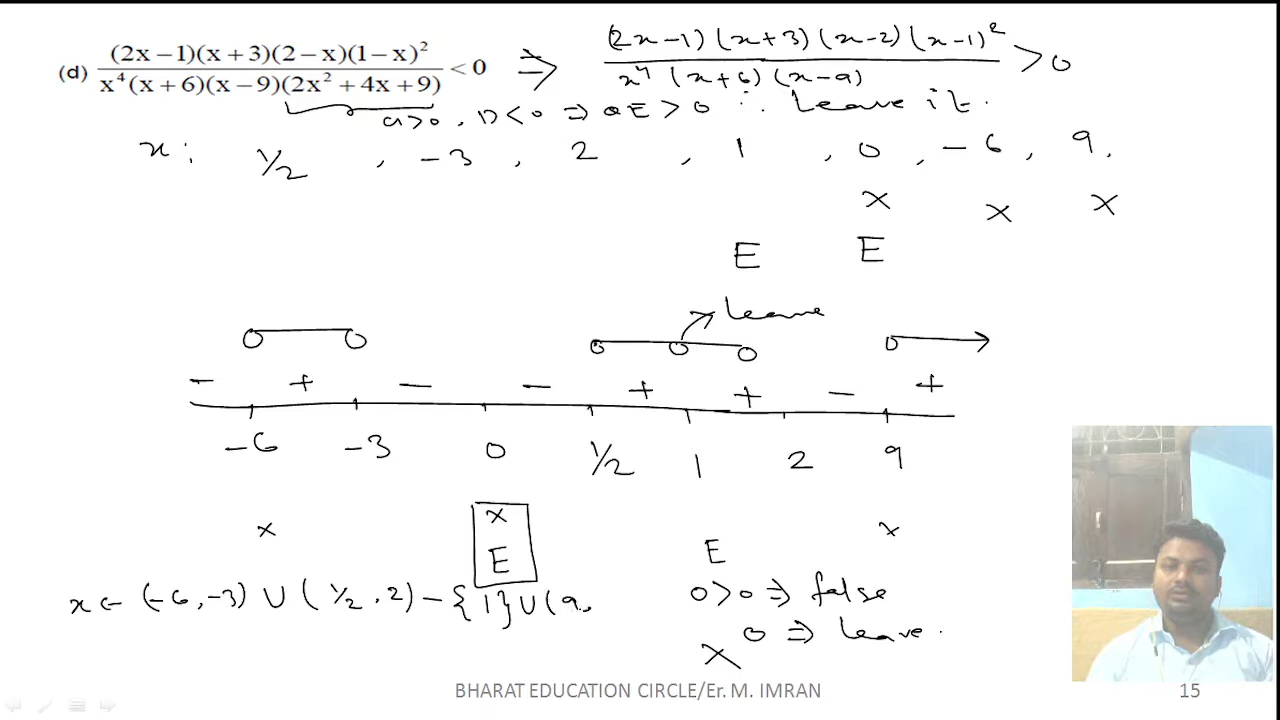 (d) (2x−1)(x+3)(2−x)(1−x)² / x⁴(x+6)(x−9)(2x²+4x+9) < 0 ⇒ (2x−1)(x+3)(x−2)(x−1)² / x⁴(x+6)(x−9) > 0
a>0, D<0 ⇒ QE>0 ∴ Leave it.
x: 1/2, −3, 2, 1, 0, −6, 9,
x x x
E E
Leave
− + − − + + − +
−6 −3 0 1/2 1 2 9
x x x
E E
x ∈ (−6,−3) ∪ (1/2, 2) − {1} ∪ (9,
0>0 ⇒ false
0 ⇒ leave.
x
BHARAT EDUCATION CIRCLE/Er. M. IMRAN 15